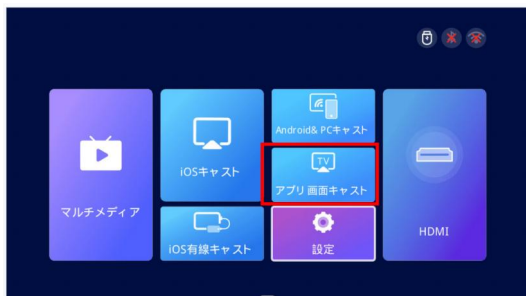 マルチメディア
iOSキャスト
iOS有線キャスト
Android& PCキャスト
TV
アプリ画面キャスト
設定
HDMI